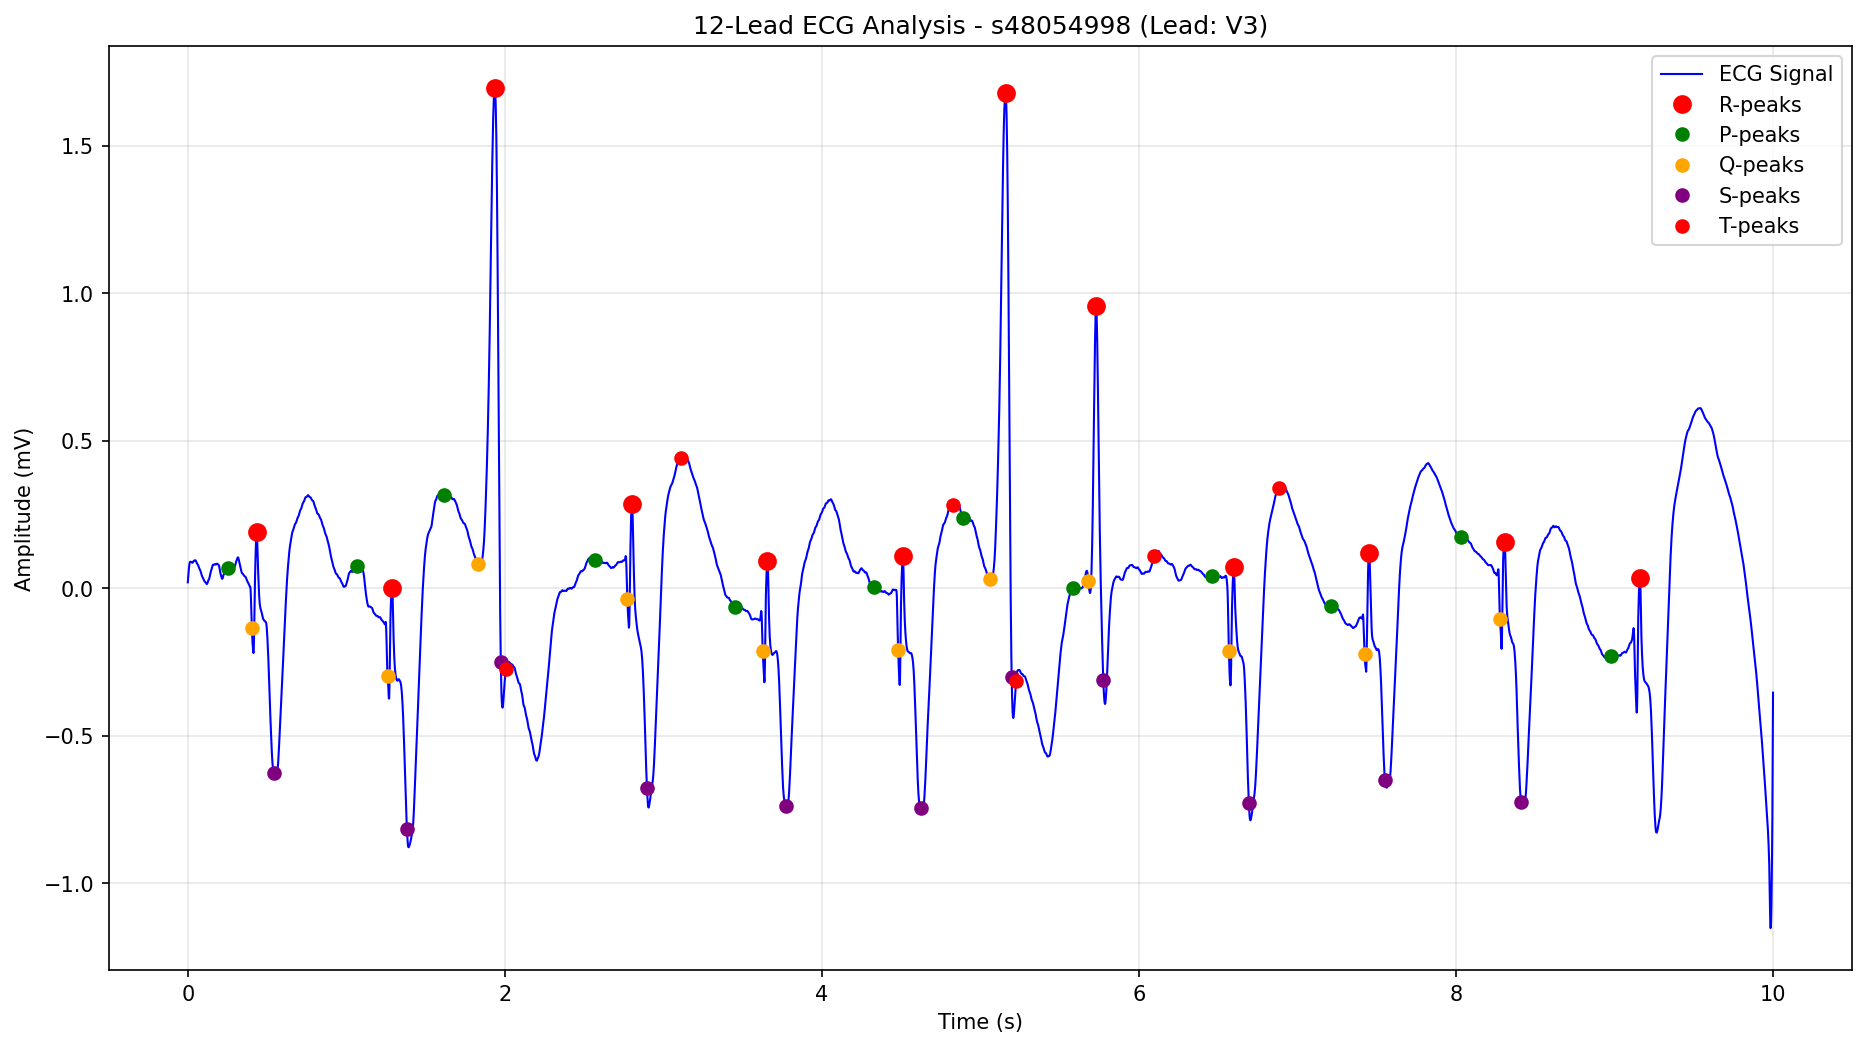 12-Lead ECG Analysis - s48054998 (Lead: V3)
ECG Signal
R-peaks
P-peaks
Q-peaks
S-peaks
T-peaks
Amplitude (mV)
1.5
1.0
0.5
0.0
−0.5
−1.0
0 2 4 6 8 10
Time (s)